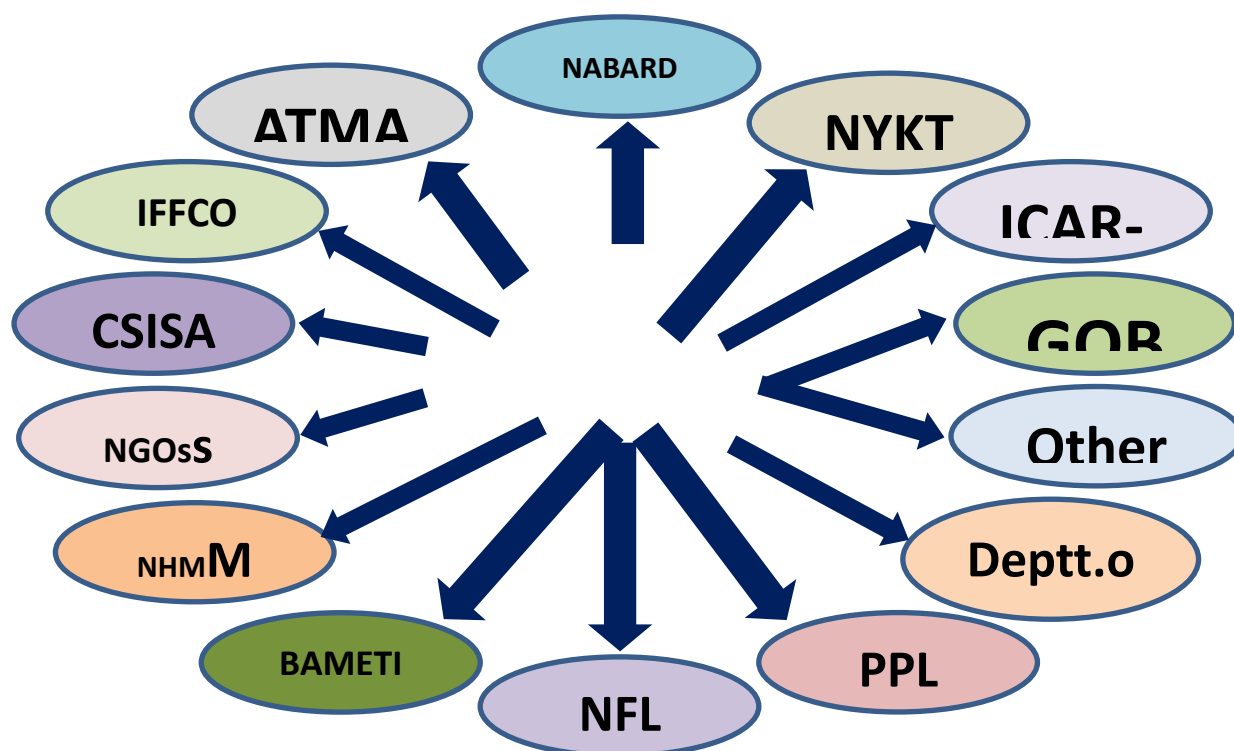 NABARD
ATMA
NYKT
IFFCO
ICAR-
CSISA
GOB
NGOsS
Other
NHMM
Deptt.o
BAMETI
PPL
NFL